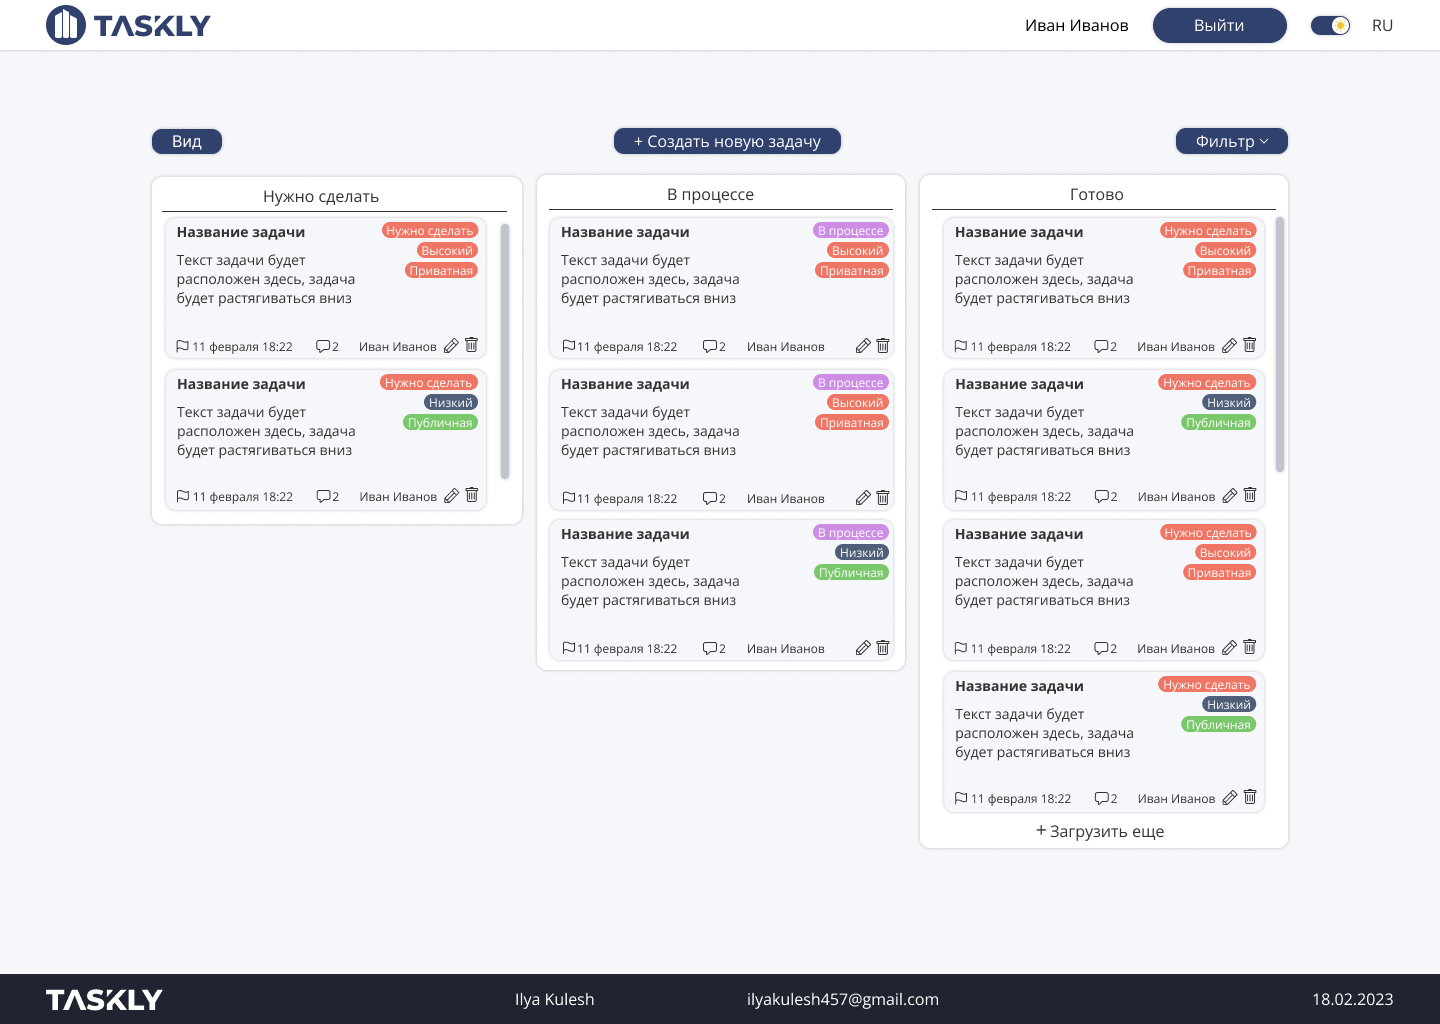 TASKLY
Иван Иванов
Выйти
RU
Вид
+ Создать новую задачу
Фильтр
Нужно сделать
Название задачи
Нужно сделать
Высокий
Приватная
Текст задачи будет
расположен здесь, задача
будет растягиваться вниз
11 февраля 18:22
2
Иван Иванов
Название задачи
Нужно сделать
Низкий
Публичная
Текст задачи будет
расположен здесь, задача
будет растягиваться вниз
11 февраля 18:22
2
Иван Иванов
В процессе
Название задачи
В процессе
Высокий
Приватная
Текст задачи будет
расположен здесь, задача
будет растягиваться вниз
11 февраля 18:22
2
Иван Иванов
Название задачи
В процессе
Высокий
Приватная
Текст задачи будет
расположен здесь, задача
будет растягиваться вниз
11 февраля 18:22
2
Иван Иванов
Название задачи
В процессе
Низкий
Публичная
Текст задачи будет
расположен здесь, задача
будет растягиваться вниз
11 февраля 18:22
2
Иван Иванов
Готово
Название задачи
Нужно сделать
Высокий
Приватная
Текст задачи будет
расположен здесь, задача
будет растягиваться вниз
11 февраля 18:22
2
Иван Иванов
Название задачи
Нужно сделать
Низкий
Публичная
Текст задачи будет
расположен здесь, задача
будет растягиваться вниз
11 февраля 18:22
2
Иван Иванов
Название задачи
Нужно сделать
Высокий
Приватная
Текст задачи будет
расположен здесь, задача
будет растягиваться вниз
11 февраля 18:22
2
Иван Иванов
Название задачи
Нужно сделать
Низкий
Публичная
Текст задачи будет
расположен здесь, задача
будет растягиваться вниз
11 февраля 18:22
2
Иван Иванов
+ Загрузить еще
TASKLY
Ilya Kulesh
ilyakulesh457@gmail.com
18.02.2023